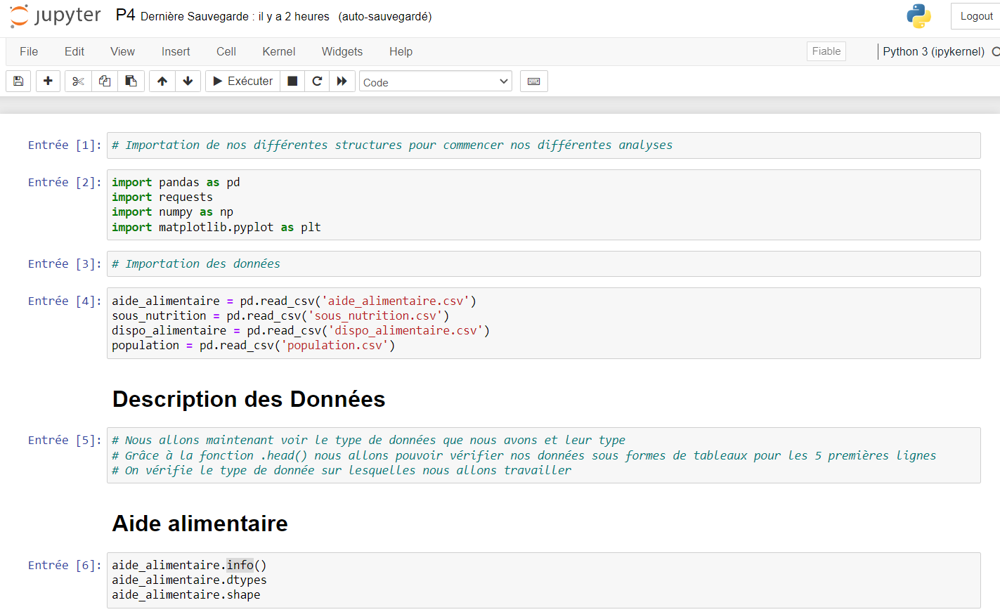 jupyter P4 Dernière Sauvegarde : il y a 2 heures (auto-sauvegardé) Logout
File Edit View Insert Cell Kernel Widgets Help Fiable Python 3 (ipykernel)
Exécuter Code
Entrée [1]: # Importation de nos différentes structures pour commencer nos différentes analyses
Entrée [2]: import pandas as pd
import requests
import numpy as np
import matplotlib.pyplot as plt
Entrée [3]: # Importation des données
Entrée [4]: aide_alimentaire = pd.read_csv('aide_alimentaire.csv')
sous_nutrition = pd.read_csv('sous_nutrition.csv')
dispo_alimentaire = pd.read_csv('dispo_alimentaire.csv')
population = pd.read_csv('population.csv')
Description des Données
Entrée [5]: # Nous allons maintenant voir le type de données que nous avons et leur type
# Grâce à la fonction .head() nous allons pouvoir vérifier nos données sous formes de tableaux pour les 5 premières lignes
# On vérifie le type de donnée sur lesquelles nous allons travailler
Aide alimentaire
Entrée [6]: aide_alimentaire.info()
aide_alimentaire.dtypes
aide_alimentaire.shape